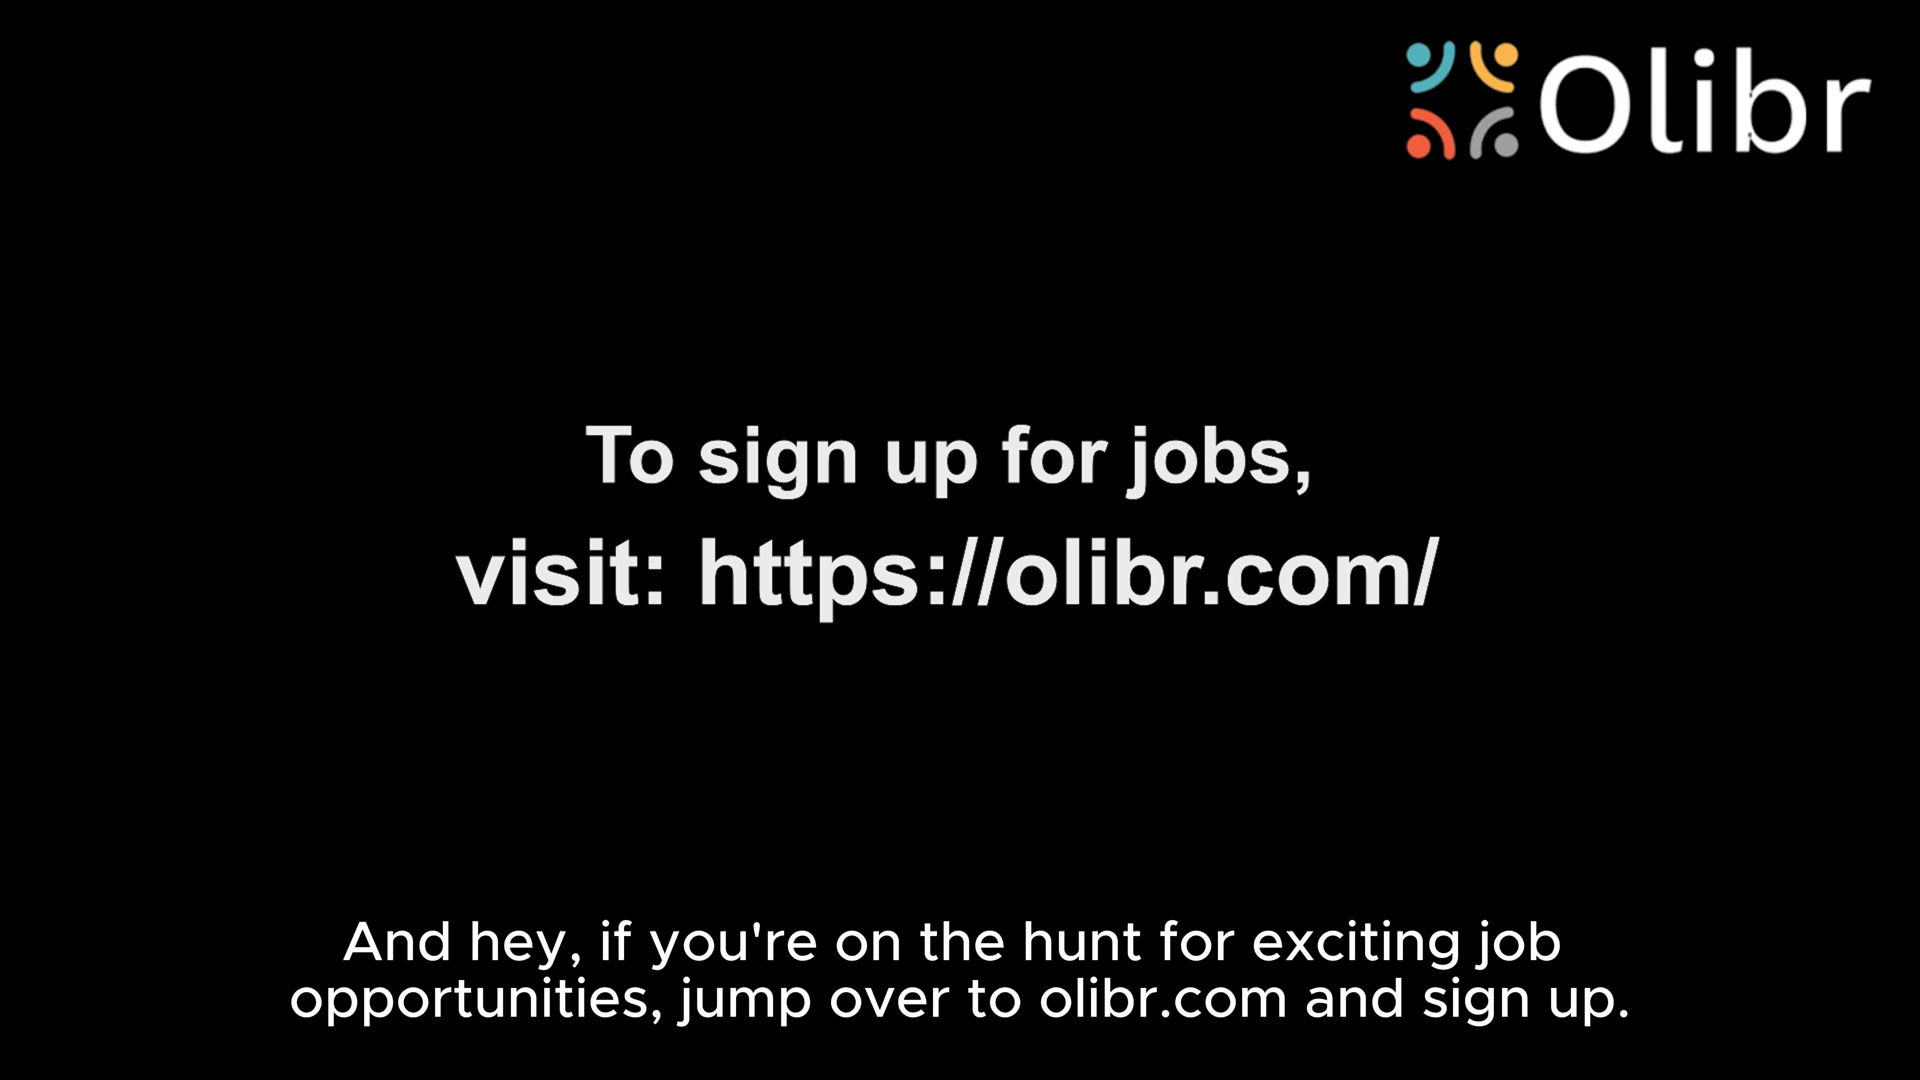 Olibr
To sign up for jobs,
visit: https://olibr.com/
And hey, if you're on the hunt for exciting job
opportunities, jump over to olibr.com and sign up.